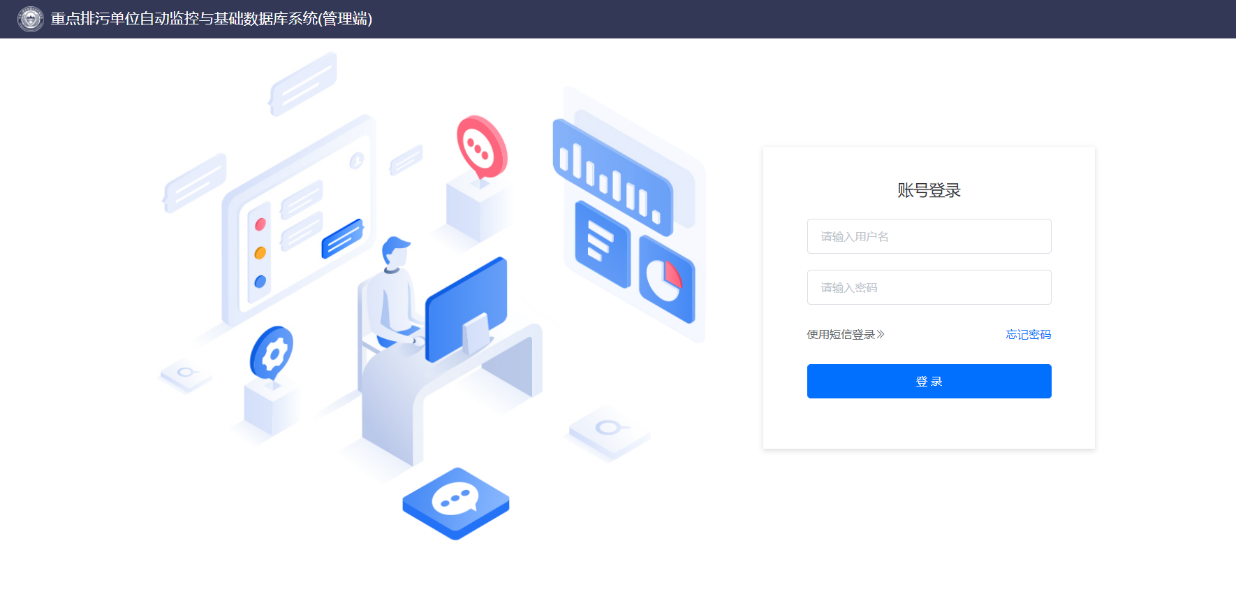 重点排污单位自动监控与基础数据库系统(管理端)
账号登录
请输入用户名
请输入密码
使用短信登录》 忘记密码
登 录